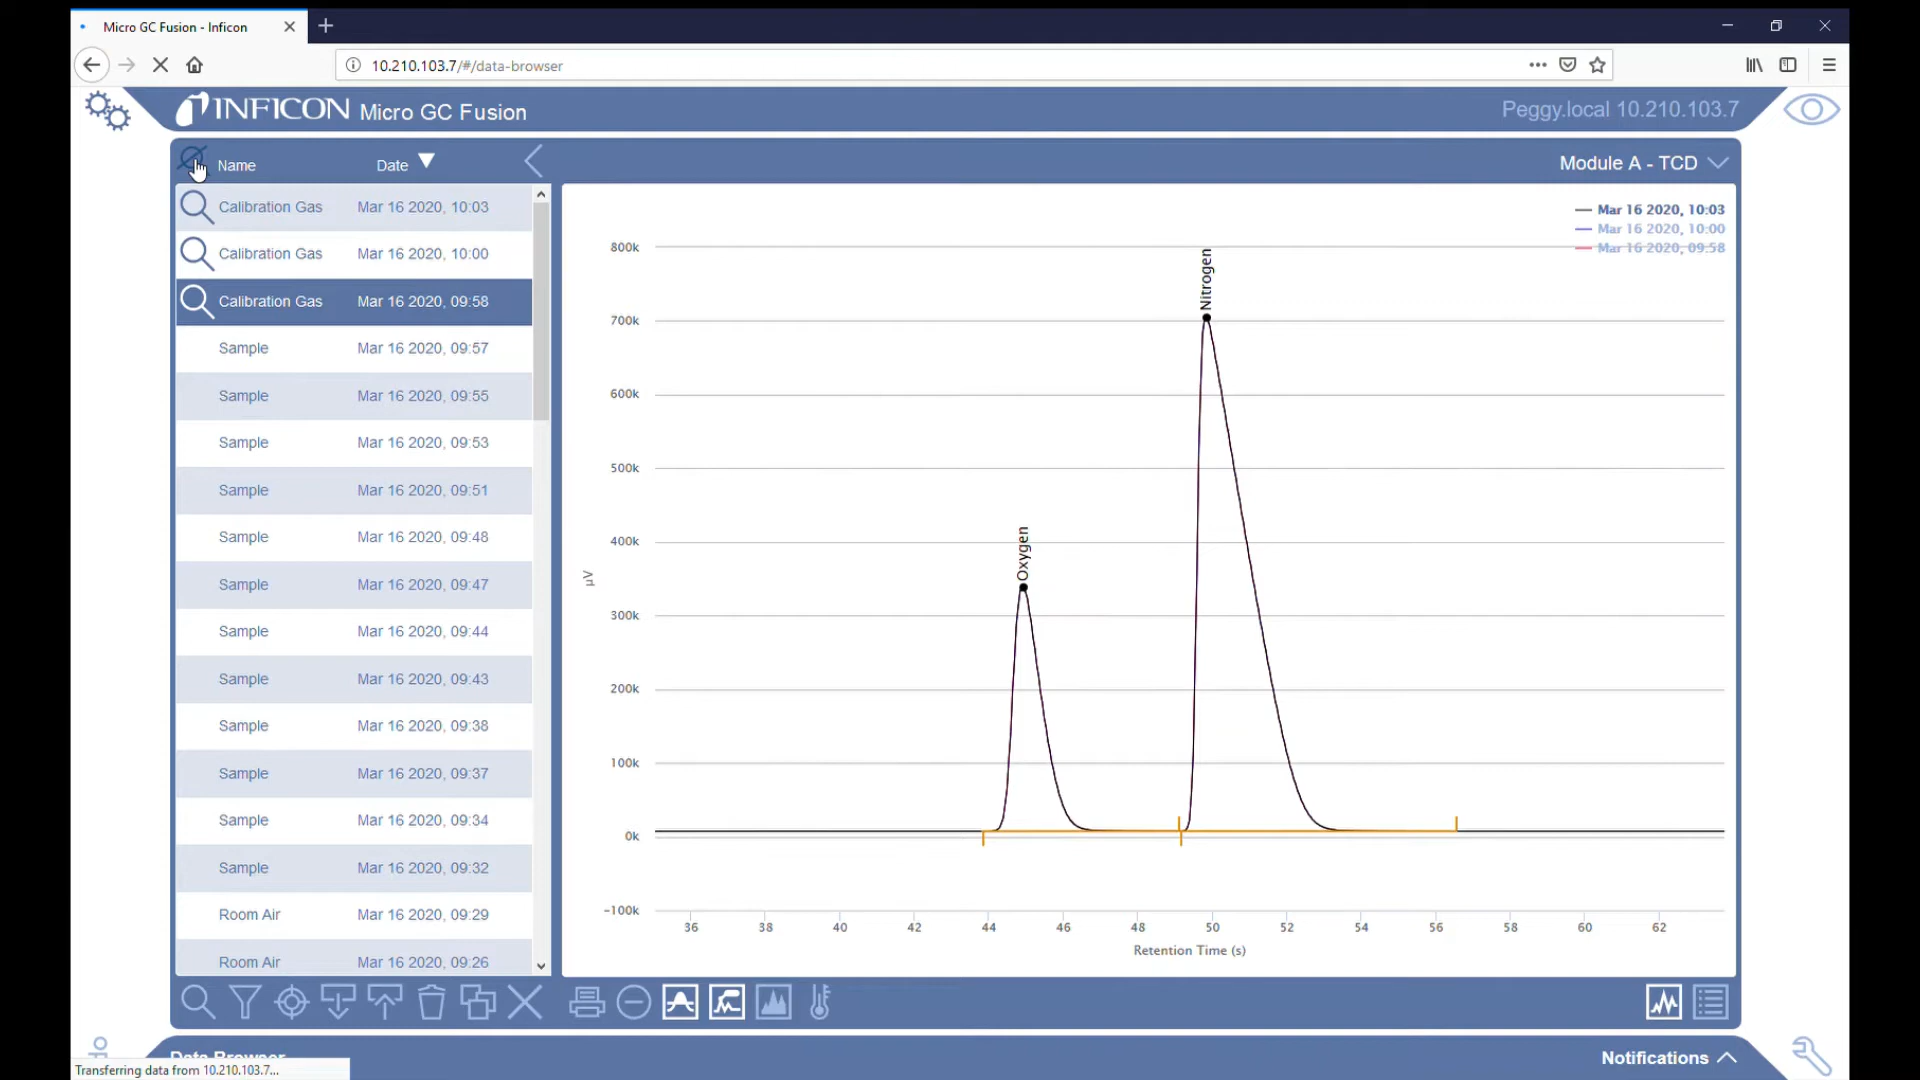 Micro GC Fusion - Inficon
10.210.103.7/#/data-browser
INFICON Micro GC Fusion
Peggy.local 10.210.103.7
Name Date
Module A - TCD
Calibration Gas Mar 16 2020, 10:03
Calibration Gas Mar 16 2020, 10:00
Calibration Gas Mar 16 2020, 09:58
Sample Mar 16 2020, 09:57
Sample Mar 16 2020, 09:55
Sample Mar 16 2020, 09:53
Sample Mar 16 2020, 09:51
Sample Mar 16 2020, 09:48
Sample Mar 16 2020, 09:47
Sample Mar 16 2020, 09:44
Sample Mar 16 2020, 09:43
Sample Mar 16 2020, 09:38
Sample Mar 16 2020, 09:37
Sample Mar 16 2020, 09:34
Sample Mar 16 2020, 09:32
Room Air Mar 16 2020, 09:29
Room Air Mar 16 2020, 09:26
Mar 16 2020, 10:03
Mar 16 2020, 10:00
Mar 16 2020, 09:58
800k
700k
600k
500k
400k
300k
200k
100k
0k
-100k
µV
Oxygen
Nitrogen
36 38 40 42 44 46 48 50 52 54 56 58 60 62
Retention Time (s)
Data Browser
Notifications
Transferring data from 10.210.103.7...